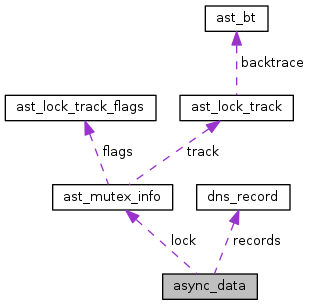 ast_bt
backtrace
ast_lock_track_flags
ast_lock_track
flags
track
ast_mutex_info
dns_record
lock
records
async_data